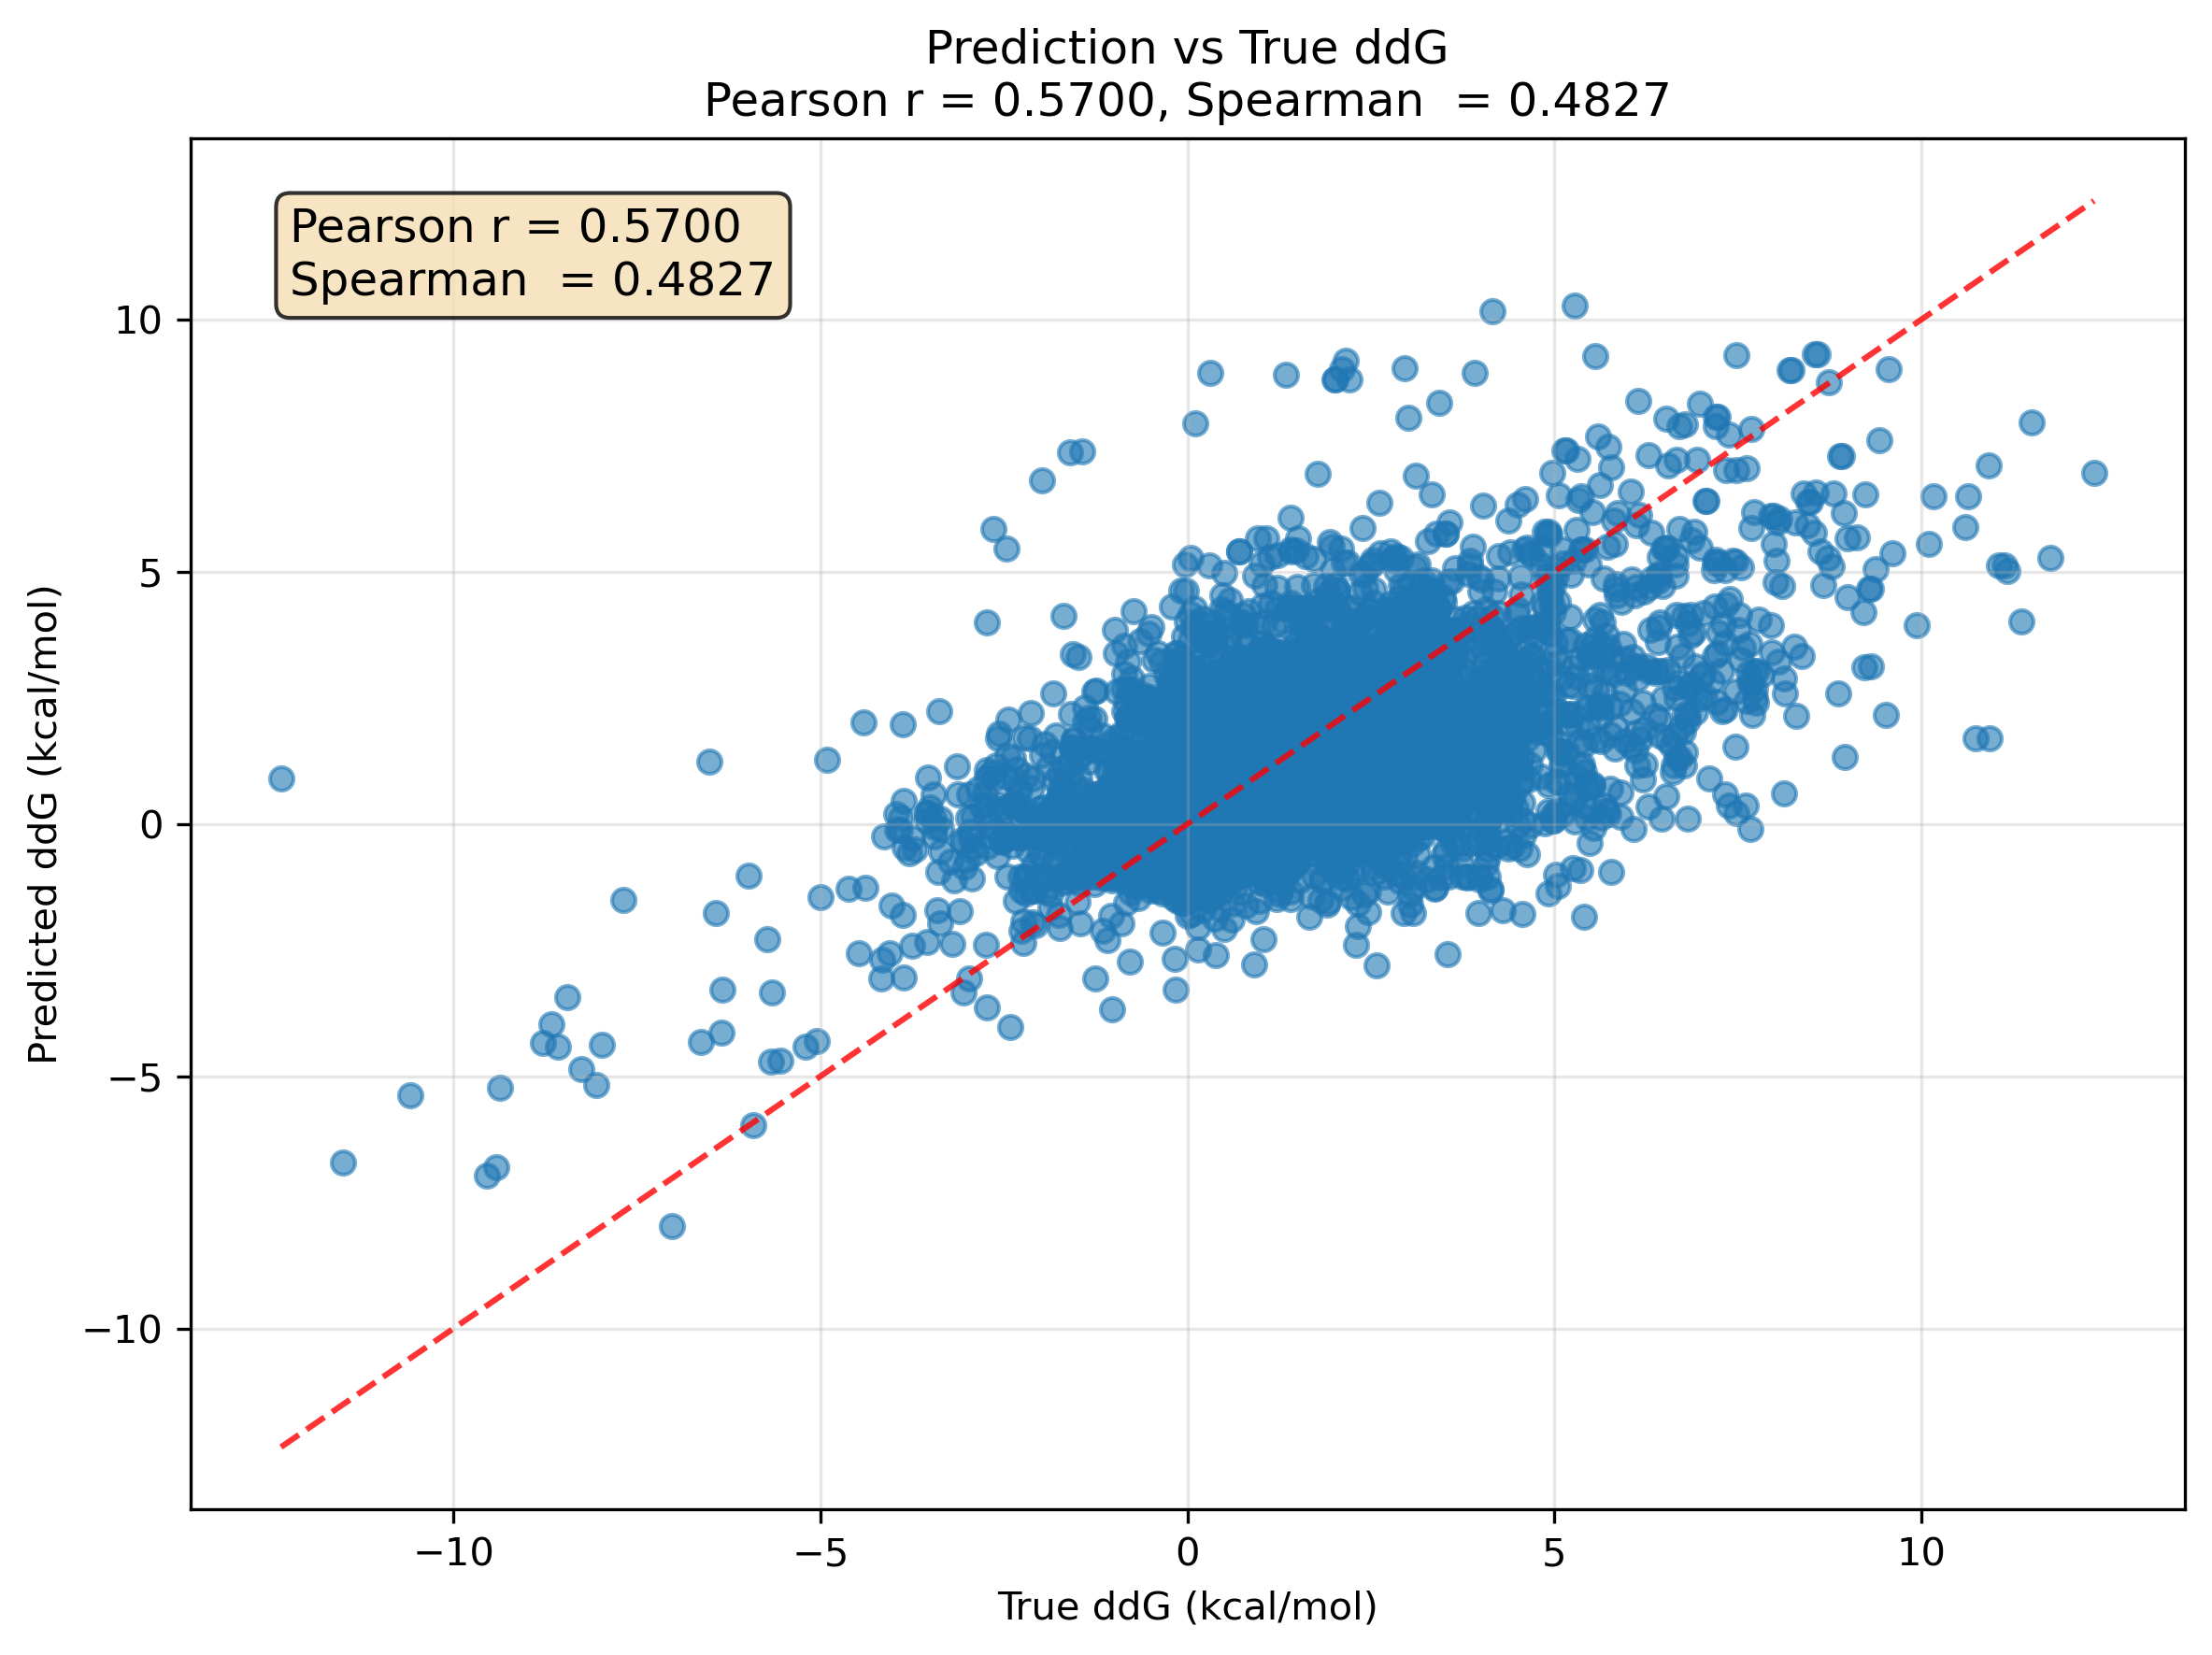 Prediction vs True ddG
Pearson r = 0.5700, Spearman  = 0.4827
Pearson r = 0.5700
Spearman  = 0.4827
10
5
0
−5
−10
Predicted ddG (kcal/mol)
−10
−5
0
5
10
True ddG (kcal/mol)